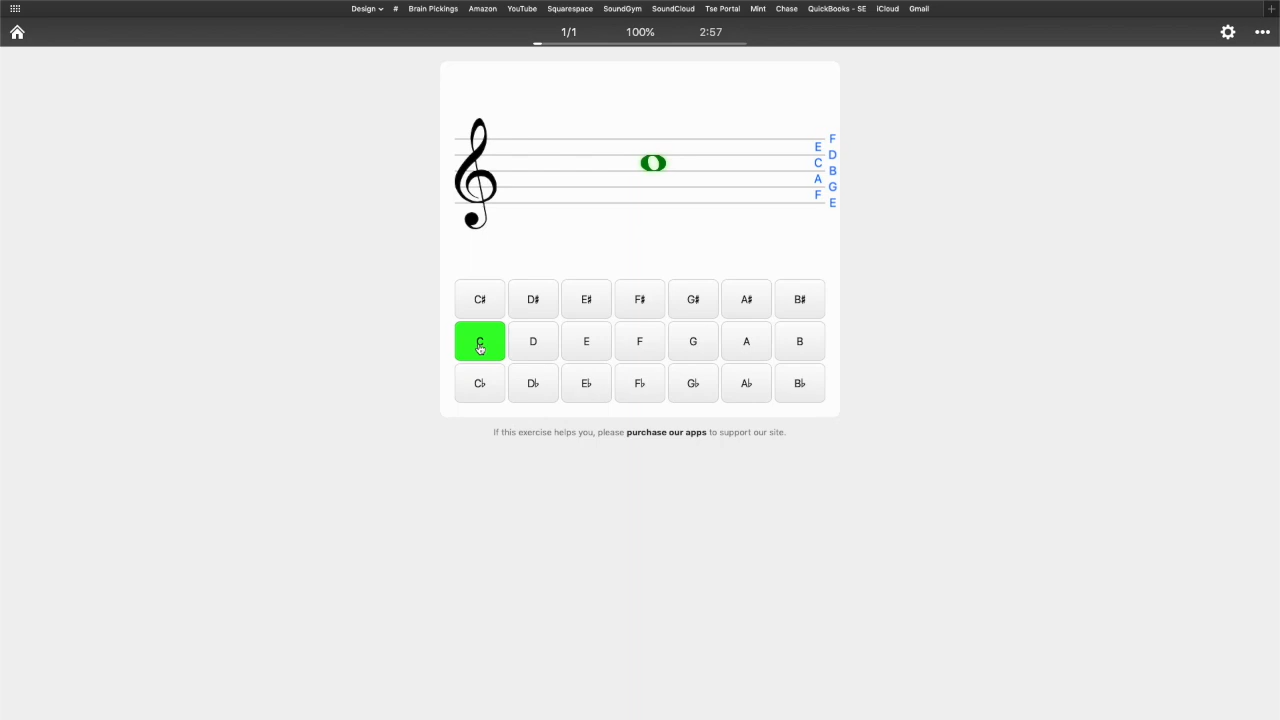 Design # Brain Pickings Amazon YouTube Squarespace SoundGym SoundCloud Tse Portal Mint Chase QuickBooks - SE iCloud Gmail
1/1 100% 2:57
F
E
D
C
B
A
G
F
E
C♯ D♯ E♯ F♯ G♯ A♯ B♯
C D E F G A B
C♭ D♭ E♭ F♭ G♭ A♭ B♭
If this exercise helps you, please purchase our apps to support our site.